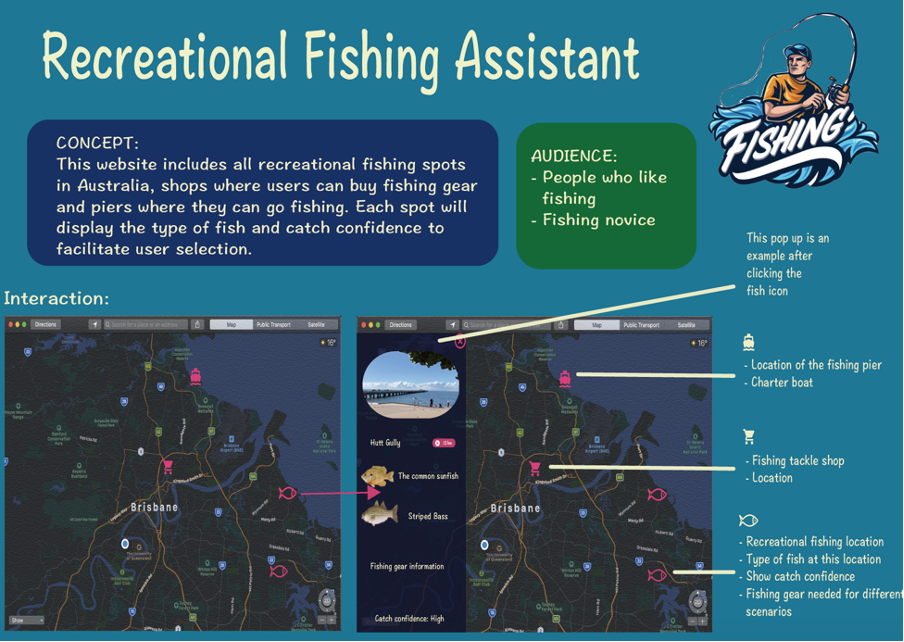 Recreational Fishing Assistant
FISHING
CONCEPT:
This website includes all recreational fishing spots
in Australia, shops where users can buy fishing gear
and piers where they can go fishing. Each spot will
display the type of fish and catch confidence to
facilitate user selection.
AUDIENCE:
- People who like
fishing
- Fishing novice
This pop up is an
example after
clicking the
fish icon
Interaction:
Directions
Search for a place or an address
Map
Public Transport
Satellite
16°
Brisbane
Show
Directions
Search for a place or an address
Map
Public Transport
Satellite
16°
Hutt Gully
The common sunfish
Striped Bass
Fishing gear information
Catch confidence: High
Brisbane
- Location of the fishing pier
- Charter boat
- Fishing tackle shop
- Location
- Recreational fishing location
- Type of fish at this location
- Show catch confidence
- Fishing gear needed for different
scenarios